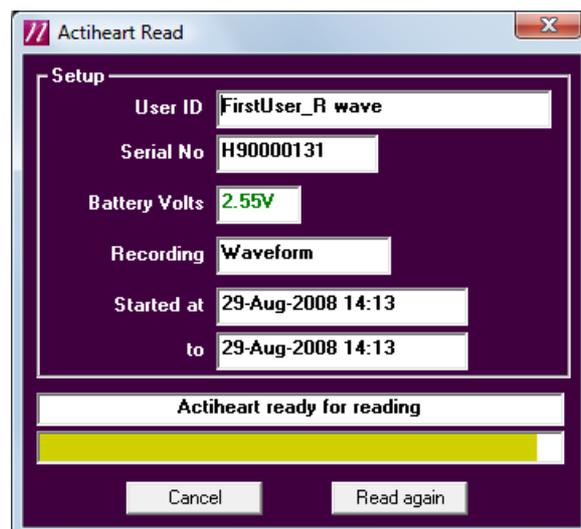 Actiheart Read
Setup
User ID FirstUser_R wave
Serial No H90000131
Battery Volts 2.55V
Recording Waveform
Started at 29-Aug-2008 14:13
to 29-Aug-2008 14:13
Actiheart ready for reading
Cancel Read again